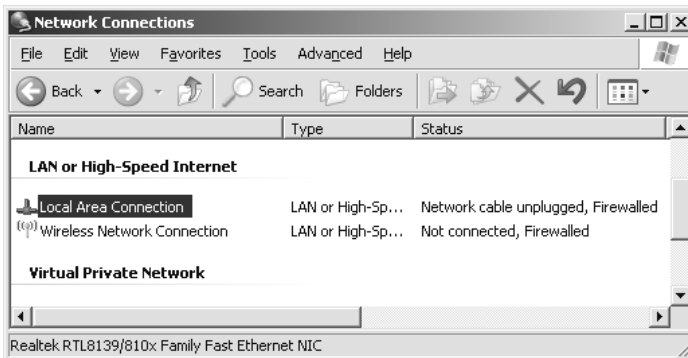 Network Connections
File Edit View Favorites Tools Advanced Help
Back Search Folders
Name Type Status
LAN or High-Speed Internet
Local Area Connection LAN or High-Sp... Network cable unplugged, Firewalled
Wireless Network Connection LAN or High-Sp... Not connected, Firewalled
Virtual Private Network
Realtek RTL8139/810x Family Fast Ethernet NIC